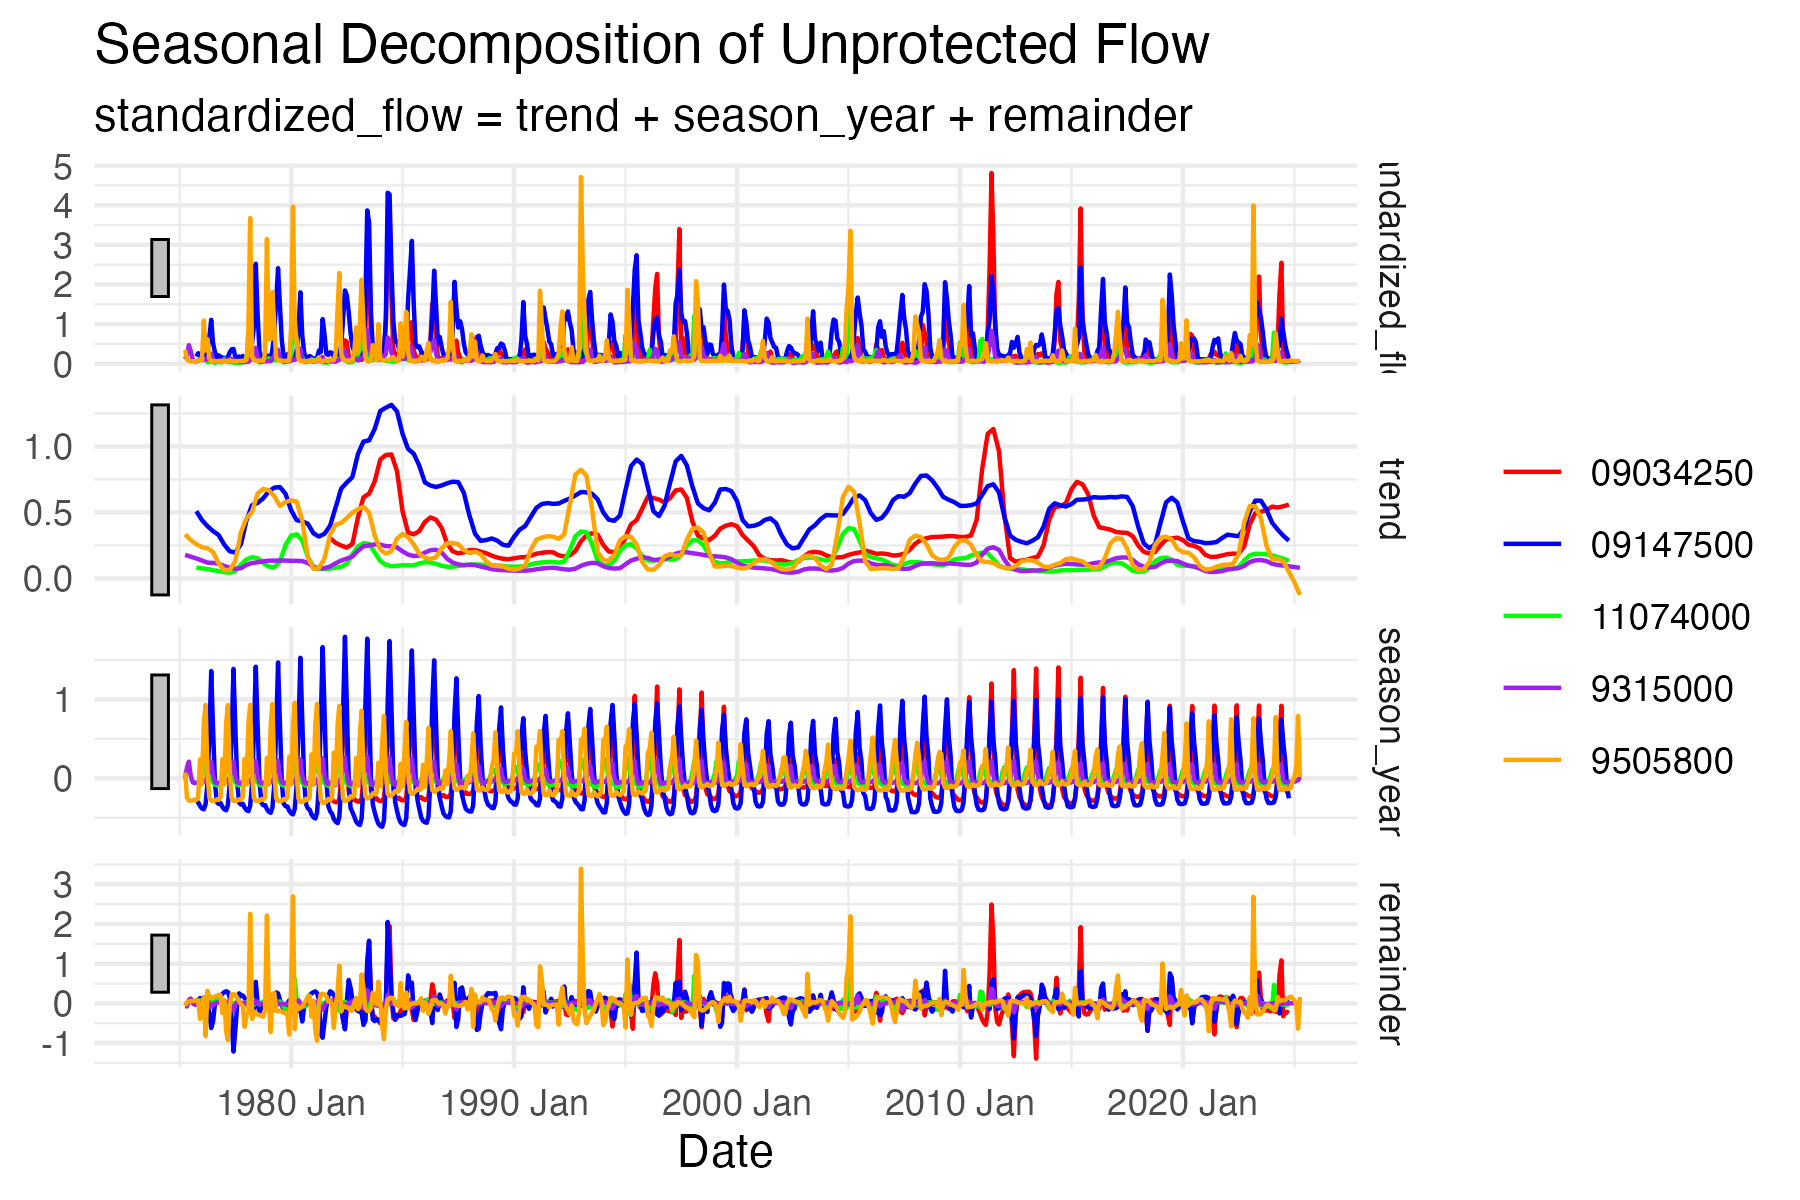 Seasonal Decomposition of Unprotected Flow
standardized_flow = trend + season_year + remainder
5
4
3
2
1
0
ndardized_fl
1.0
0.5
0.0
trend
1
0
season_year
3
2
1
0
-1
remainder
1980 Jan
1990 Jan
2000 Jan
2010 Jan
2020 Jan
Date
09034250
09147500
11074000
9315000
9505800